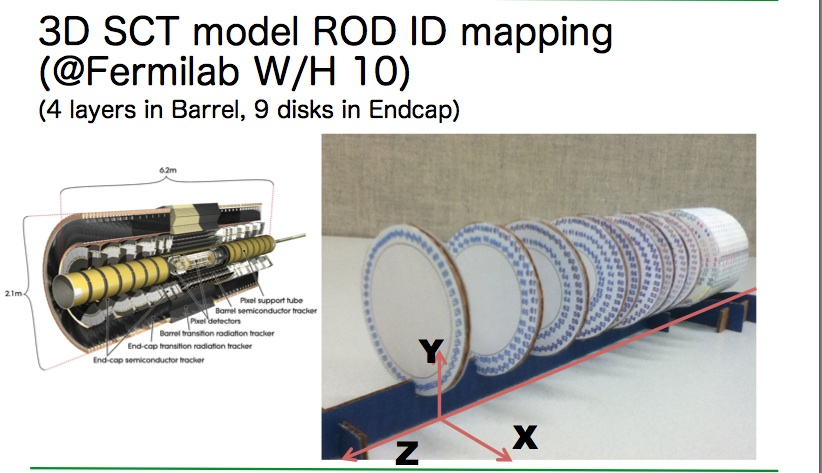 3D SCT model ROD ID mapping
(@Fermilab W/H 10)
(4 layers in Barrel, 9 disks in Endcap)
6.2m
2.1m
Pixel support tube
Barrel semiconductor tracker
Pixel detectors
Barrel transition radiation tracker
End-cap transition radiation tracker
End-cap semiconductor tracker
Y
X
Z